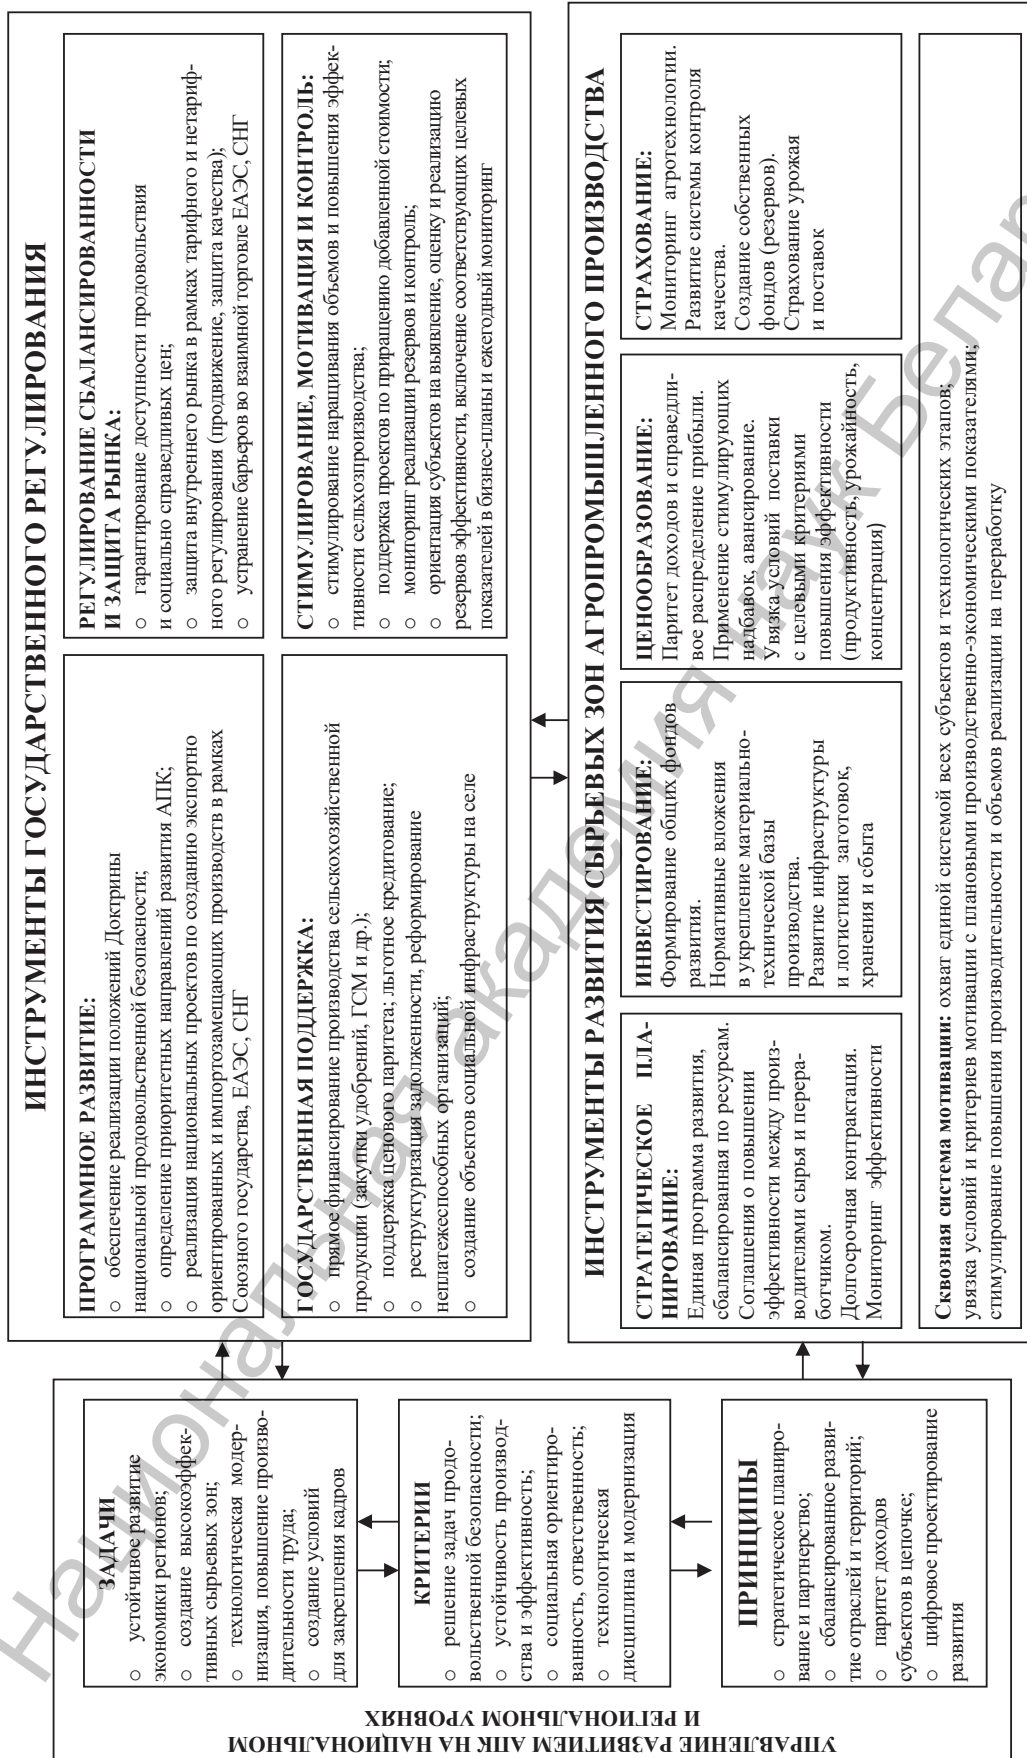 УПРАВЛЕНИЕ РАЗВИТИЕМ АПК НА НАЦИОНАЛЬНОМ
И РЕГИОНАЛЬНОМ УРОВНЯХ
ЗАДАЧИ
○ устойчивое развитие
экономики регионов;
○ создание высокоэффек-
тивных сырьевых зон;
○ технологическая модер-
низация, повышение произво-
дительности труда;
○ создание условий
для закрепления кадров
КРИТЕРИИ
○ решение задач продо-
вольственной безопасности;
○ устойчивость производ-
ства и эффективность;
○ социальная ориентиро-
ванность, ответственность;
○ технологическая
дисциплина и модернизация
ПРИНЦИПЫ
○ стратегическое планиро-
вание и партнерство;
○ сбалансированное разви-
тие отраслей и территорий;
○ паритет доходов
субъектов в цепочке;
○ цифровое проектирование
развития
ИНСТРУМЕНТЫ ГОСУДАРСТВЕННОГО РЕГУЛИРОВАНИЯ
ПРОГРАММНОЕ РАЗВИТИЕ:
○ обеспечение реализации положений Доктрины
национальной продовольственной безопасности;
○ определение приоритетных направлений развития АПК;
○ реализация национальных проектов по созданию экспортно
ориентированных и импортозамещающих производств в рамках
Союзного государства, ЕАЭС, СНГ
РЕГУЛИРОВАНИЕ СБАЛАНСИРОВАННОСТИ
И ЗАЩИТА РЫНКА:
○ гарантирование доступности продовольствия
и социально справедливых цен;
○ защита внутреннего рынка в рамках тарифного и нетариф-
ного регулирования (продвижение, защита качества);
○ устранение барьеров во взаимной торговле ЕАЭС, СНГ
ГОСУДАРСТВЕННАЯ ПОДДЕРЖКА:
○ прямое финансирование производства сельскохозяйственной
продукции (закупки удобрений, ГСМ и др.);
○ поддержка ценового паритета; льготное кредитование;
○ реструктуризация задолженности, реформирование
неплатежеспособных организаций;
○ создание объектов социальной инфраструктуры на селе
СТИМУЛИРОВАНИЕ, МОТИВАЦИЯ И КОНТРОЛЬ:
○ стимулирование наращивания объемов и повышения эффек-
тивности сельхозпроизводства;
○ поддержка проектов по приращению добавленной стоимости;
○ мониторинг реализации резервов и контроль;
○ ориентация субъектов на выявление, оценку и реализацию
резервов эффективности, включение соответствующих целевых
показателей в бизнес-планы и ежегодный мониторинг
ИНСТРУМЕНТЫ РАЗВИТИЯ СЫРЬЕВЫХ ЗОН АГРОПРОМЫШЛЕННОГО ПРОИЗВОДСТВА
СТРАТЕГИЧЕСКОЕ ПЛА-
НИРОВАНИЕ:
Единая программа развития,
сбалансированная по ресурсам.
Соглашения о повышении
эффективности между произ-
водителями сырья и перера-
ботчиком.
Долгосрочная контрактация.
Мониторинг эффективности
ИНВЕСТИРОВАНИЕ:
Формирование общих фондов
развития.
Нормативные вложения
в укрепление материально-
технической базы
производства.
Развитие инфраструктуры
и логистики заготовок,
хранения и сбыта
ЦЕНООБРАЗОВАНИЕ:
Паритет доходов и справедли-
вое распределение прибыли.
Применение стимулирующих
надбавок, авансирование.
Увязка условий поставки
с целевыми критериями
повышения эффективности
(продуктивность, урожайность,
концентрация)
СТРАХОВАНИЕ:
Мониторинг агротехнологии.
Развитие системы контроля
качества.
Создание собственных
фондов (резервов).
Страхование урожая
и поставок
Сквозная система мотивации: охват единой системой всех субъектов и технологических этапов;
увязка условий и критериев мотивации с плановыми производственно-экономическими показателями;
стимулирование повышения производительности и объемов реализации на переработку
Национальная академия наук Белар